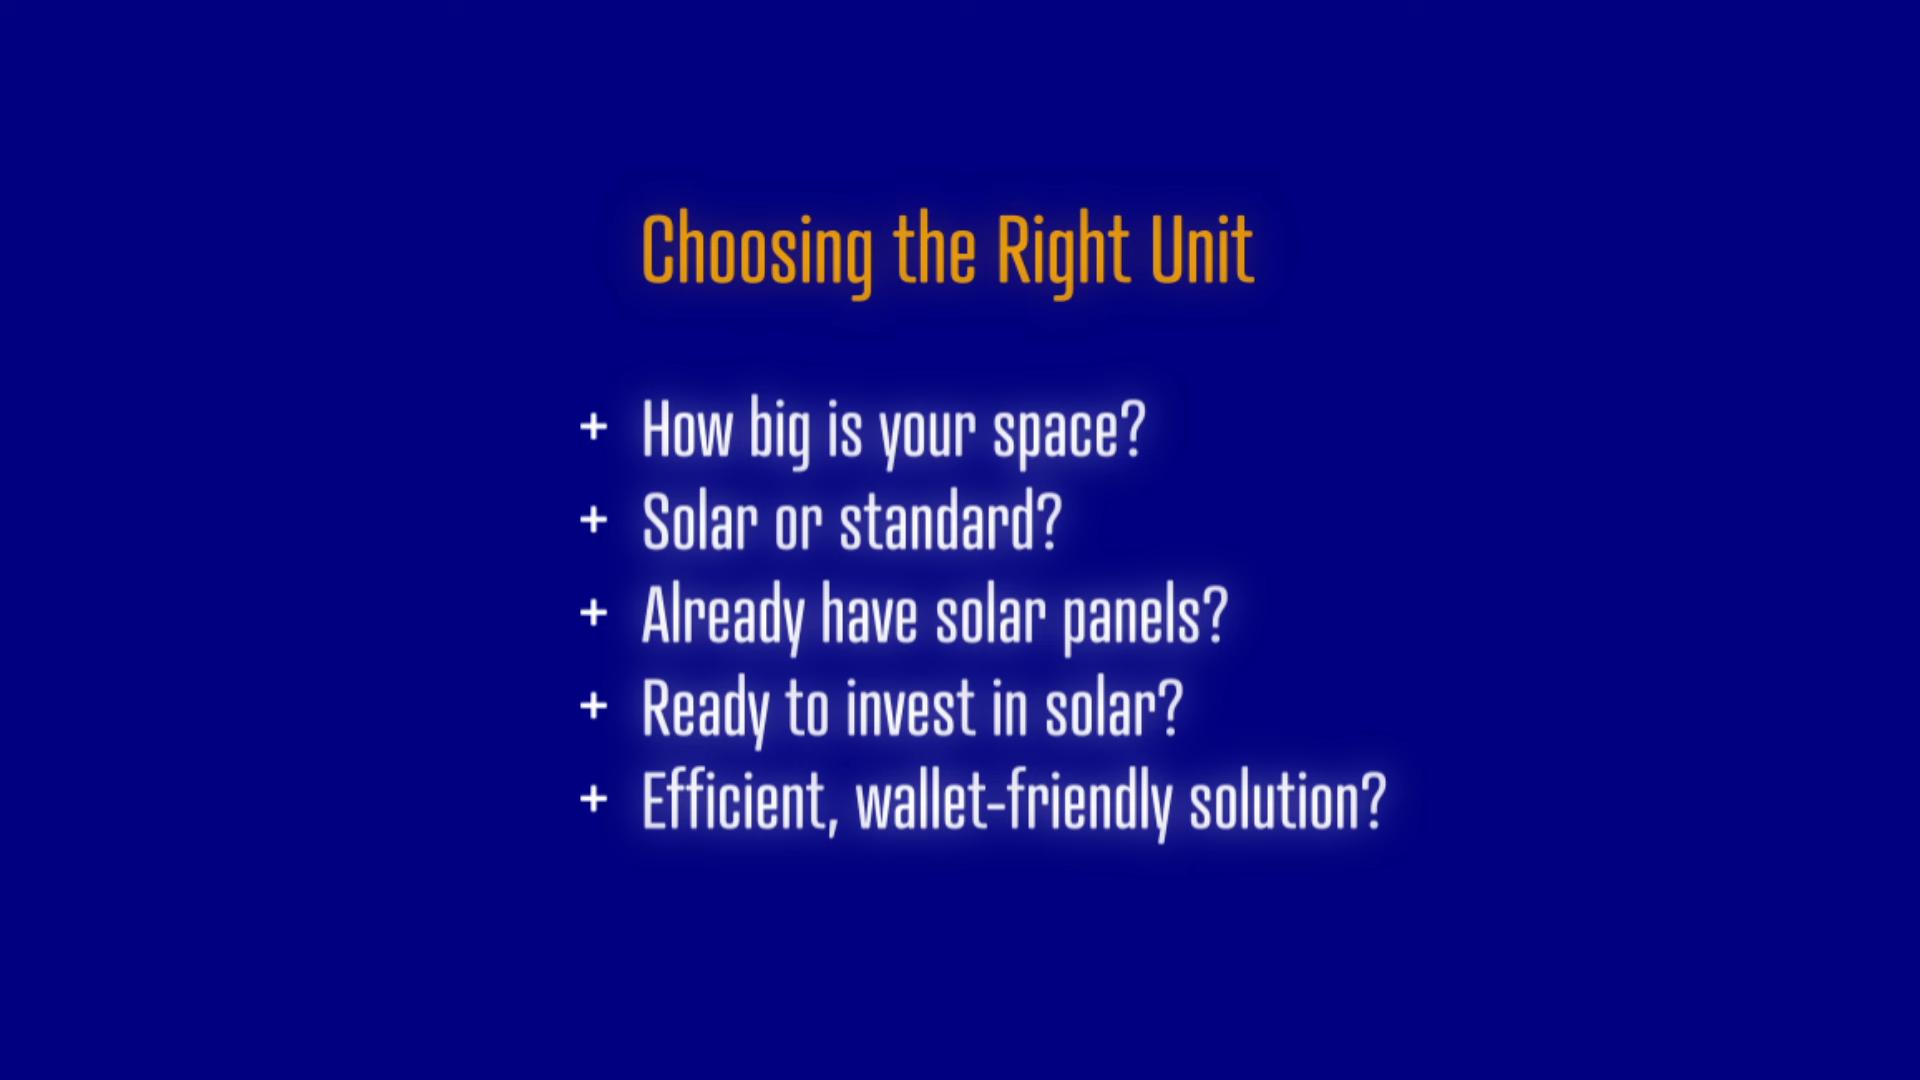 Choosing the Right Unit
+ How big is your space?
+ Solar or standard?
+ Already have solar panels?
+ Ready to invest in solar?
+ Efficient, wallet-friendly solution?